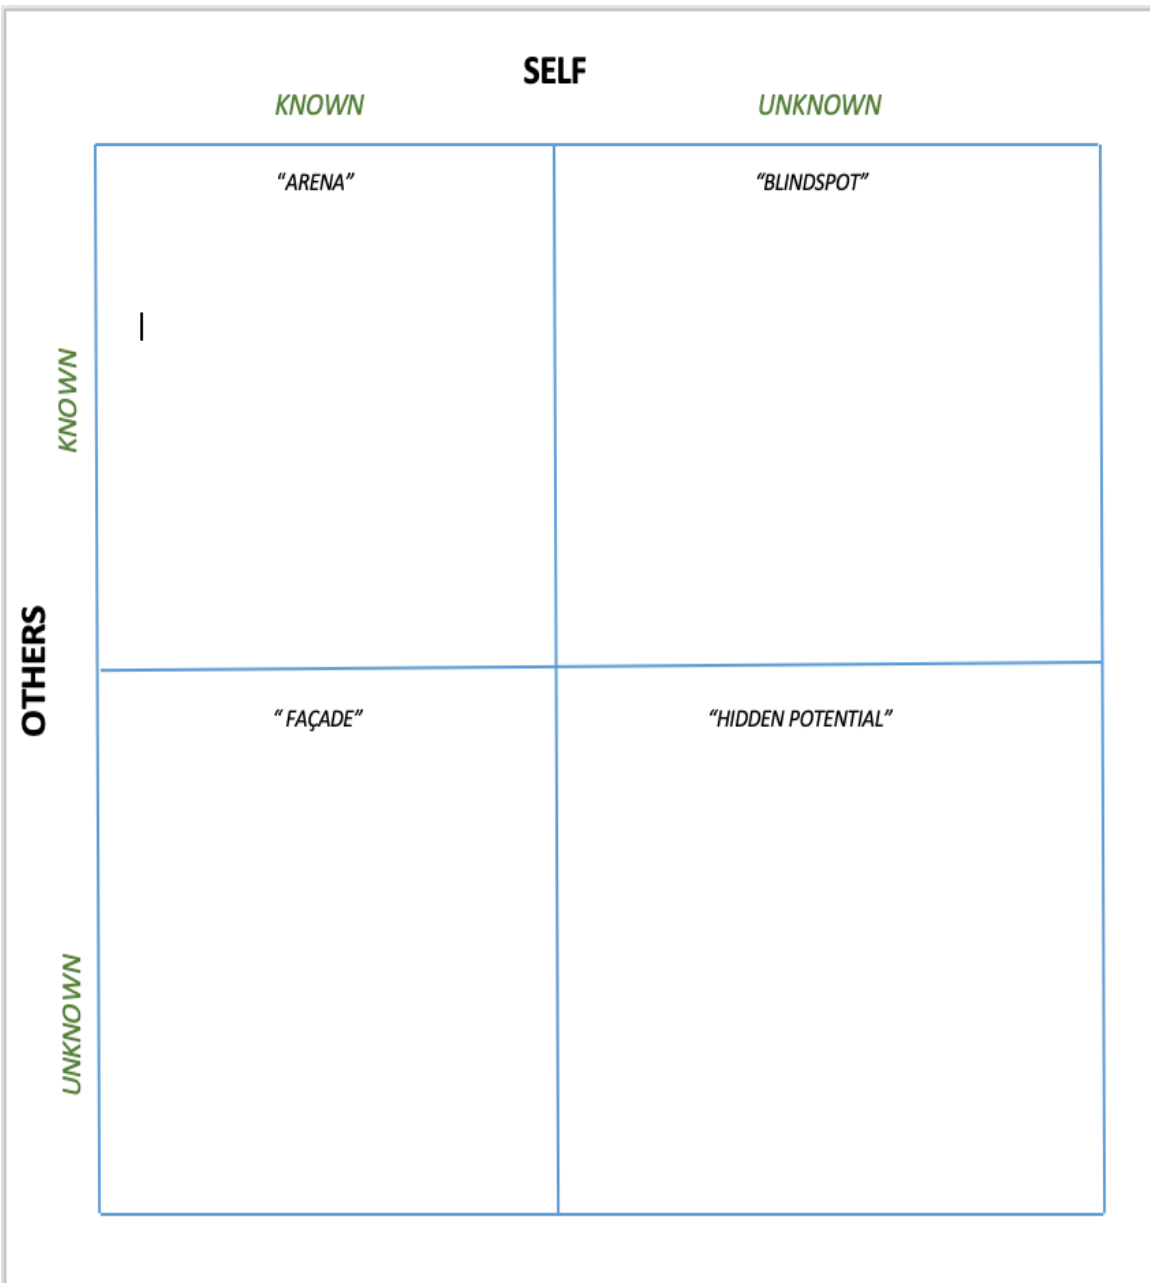 SELF
KNOWN
UNKNOWN
“ARENA”
“BLINDSPOT”
KNOWN
OTHERS
“ FAÇADE”
“HIDDEN POTENTIAL”
UNKNOWN